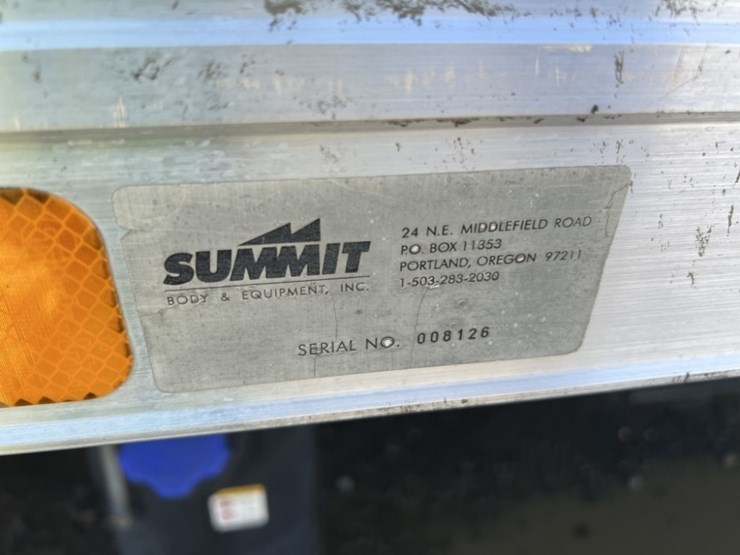 SUMMIT
BODY & EQUIPMENT, INC.
24 N.E. MIDDLEFIELD ROAD
P.O. BOX 11353
PORTLAND, OREGON 97211
1-503-283-2030
SERIAL NO. 008126